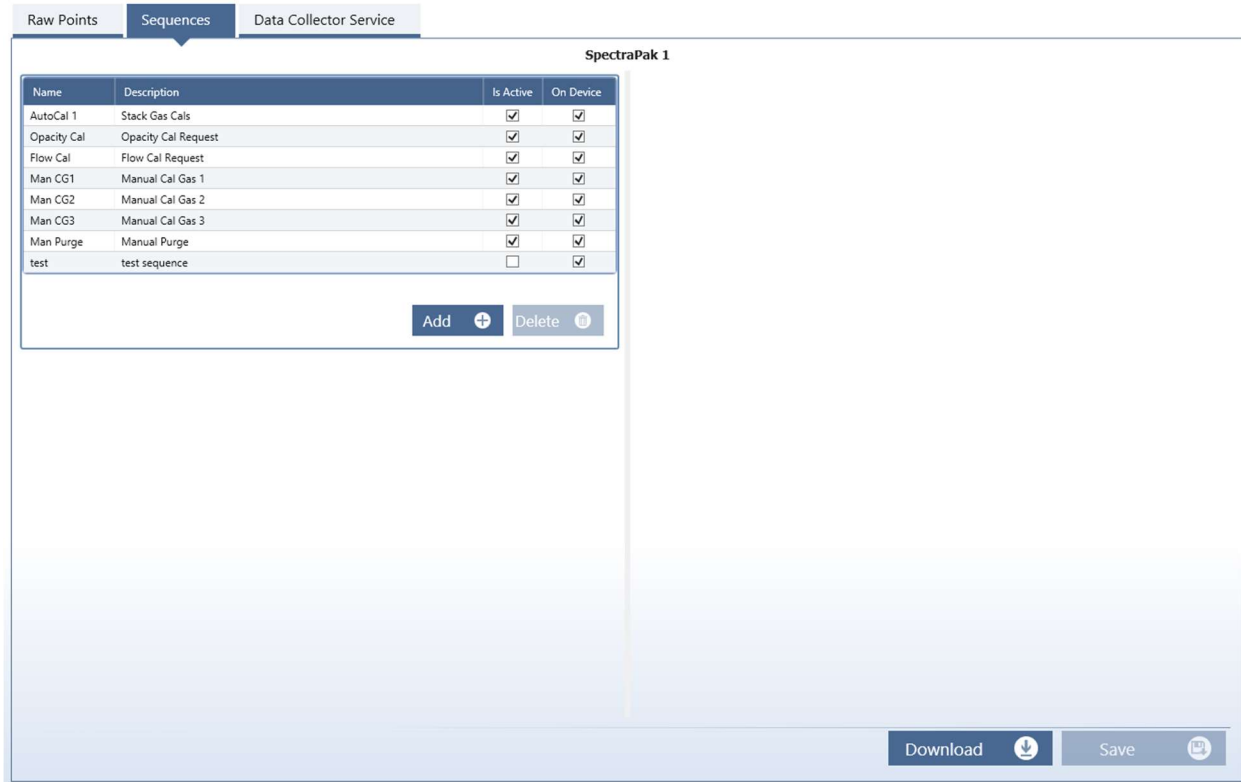 Raw Points Sequences Data Collector Service
SpectraPak 1
Name Description Is Active On Device
AutoCal 1 Stack Gas Cals
Opacity Cal Opacity Cal Request
Flow Cal Flow Cal Request
Man CG1 Manual Cal Gas 1
Man CG2 Manual Cal Gas 2
Man CG3 Manual Cal Gas 3
Man Purge Manual Purge
test test sequence
Add Delete
Download Save